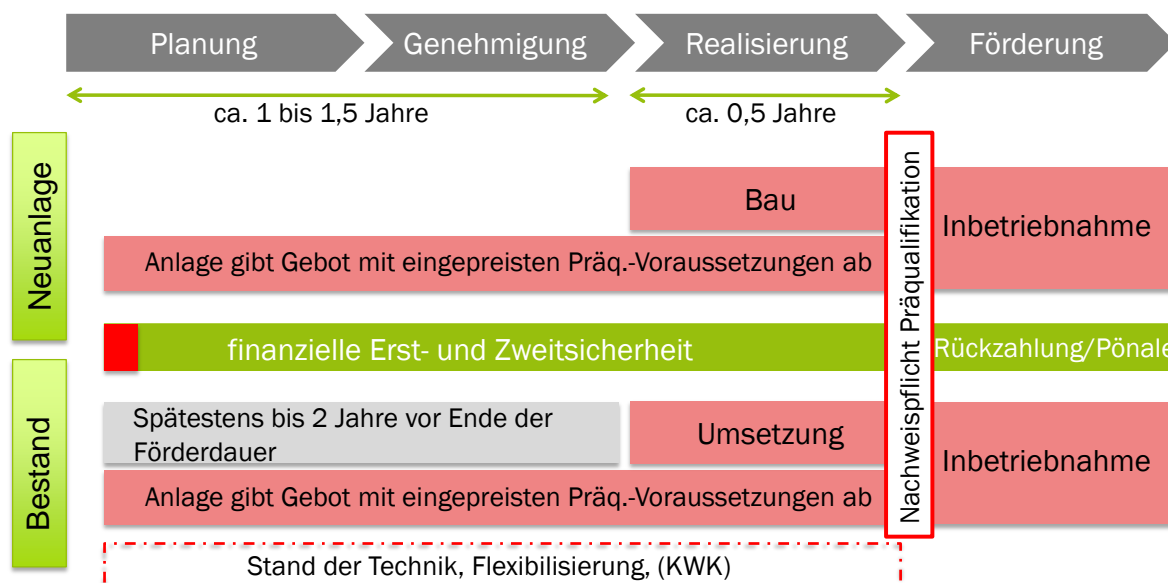 Planung
Genehmigung
Realisierung
Förderung
ca. 1 bis 1,5 Jahre
ca. 0,5 Jahre
Neuanlage
Bau
Inbetriebnahme
Anlage gibt Gebot mit eingepreisten Präq.-Voraussetzungen ab
Nachweispflicht Präqualifikation
finanzielle Erst- und Zweitsicherheit
Rückzahlung/Pönale
Bestand
Spätestens bis 2 Jahre vor Ende der
Förderdauer
Umsetzung
Inbetriebnahme
Anlage gibt Gebot mit eingepreisten Präq.-Voraussetzungen ab
Stand der Technik, Flexibilisierung, (KWK)